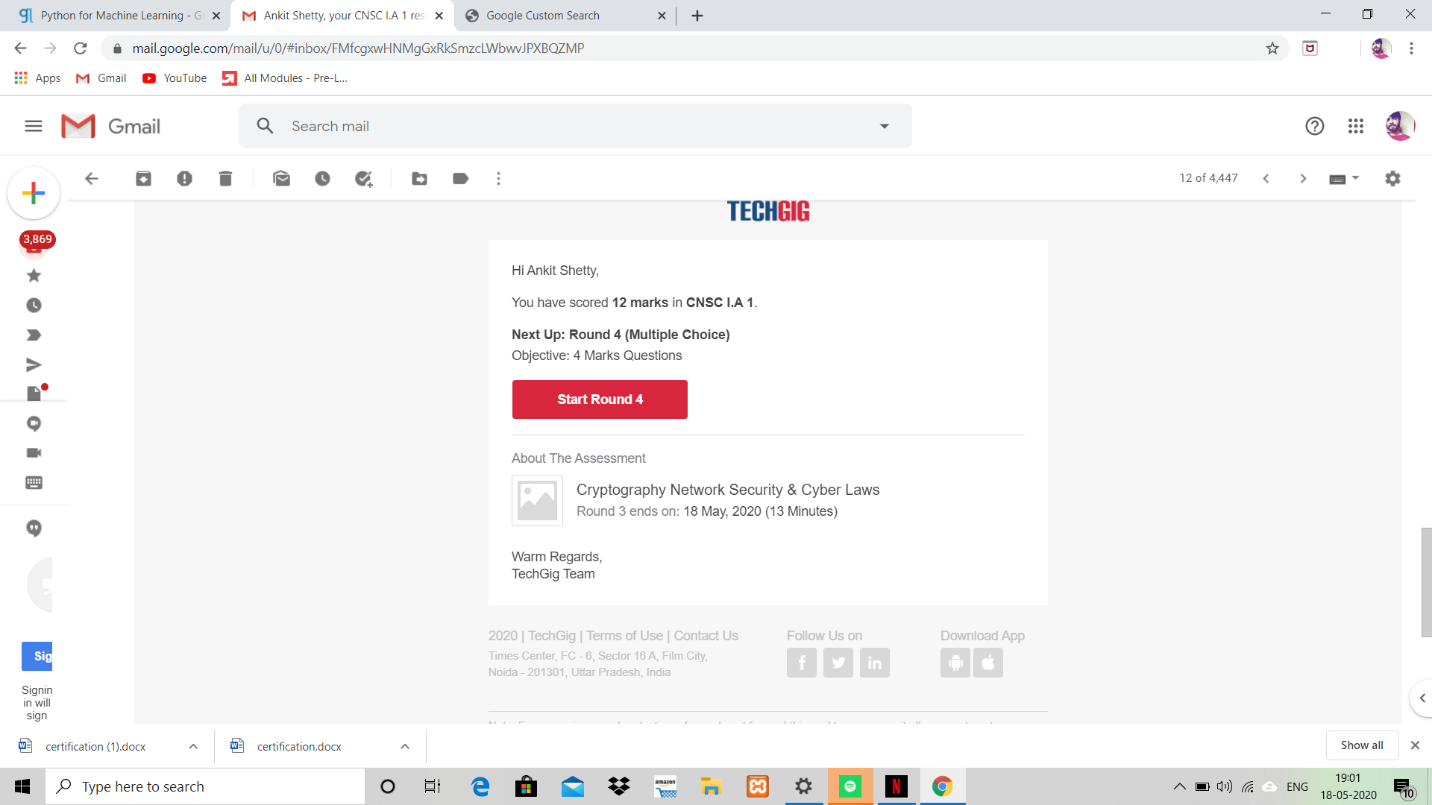 Python for Machine Learning - G
Ankit Shetty, your CNSC I.A 1 res
Google Custom Search
mail.google.com/mail/u/0/#inbox/FMfcgxwHNMgGxRkSmzcLWbwvJPXBQZMP
Apps
Gmail
YouTube
All Modules - Pre-L...
Gmail
Search mail
12 of 4,447
3,869
TECHGIG
Hi Ankit Shetty,
You have scored 12 marks in CNSC I.A 1.
Next Up: Round 4 (Multiple Choice)
Objective: 4 Marks Questions
Start Round 4
About The Assessment
Cryptography Network Security & Cyber Laws
Round 3 ends on: 18 May, 2020 (13 Minutes)
Warm Regards,
TechGig Team
2020 | TechGig | Terms of Use | Contact Us
Times Center, FC - 6, Sector 16 A, Film City,
Noida - 201301, Uttar Pradesh, India
Follow Us on
Download App
Sig
Signin
in will
sign
certification (1).docx
certification.docx
Show all
Type here to search
amazon
ENG
19:01
18-05-2020
10